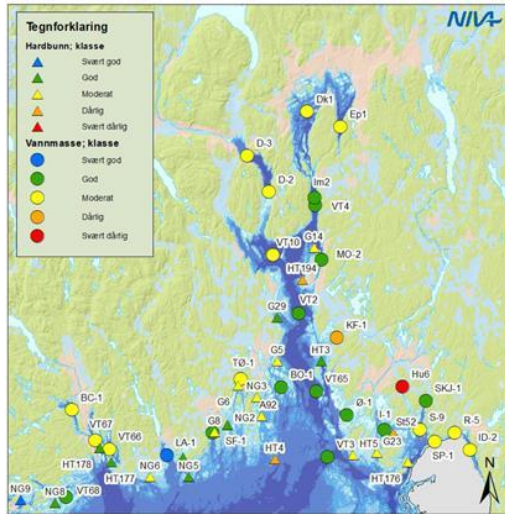 Tegnforklaring
Hardbunn; klasse
Svært god
God
Moderat
Dårlig
Svært dårlig
Vannmasse; klasse
Svært god
God
Moderat
Dårlig
Svært dårlig
NIVA
Dk1
Ep1
D-3
D-2
Im2
VT4
G14
VT10
MO-2
HT194
G29
VT2
KF-1
G5
HT3
TØ-1
BO-1
VT65
Hu6
NG3
G6
A92
SKJ-1
Ø-1
I-1
BC-1
NG2
St52
S-9
R-5
VT67
G8
VT66
LA-1
SF-1
HT4
VT3
HT5
G23
SP-1
ID-2
HT178
HT177
NG6
NG5
HT176
NG9
NG8
VT68
N